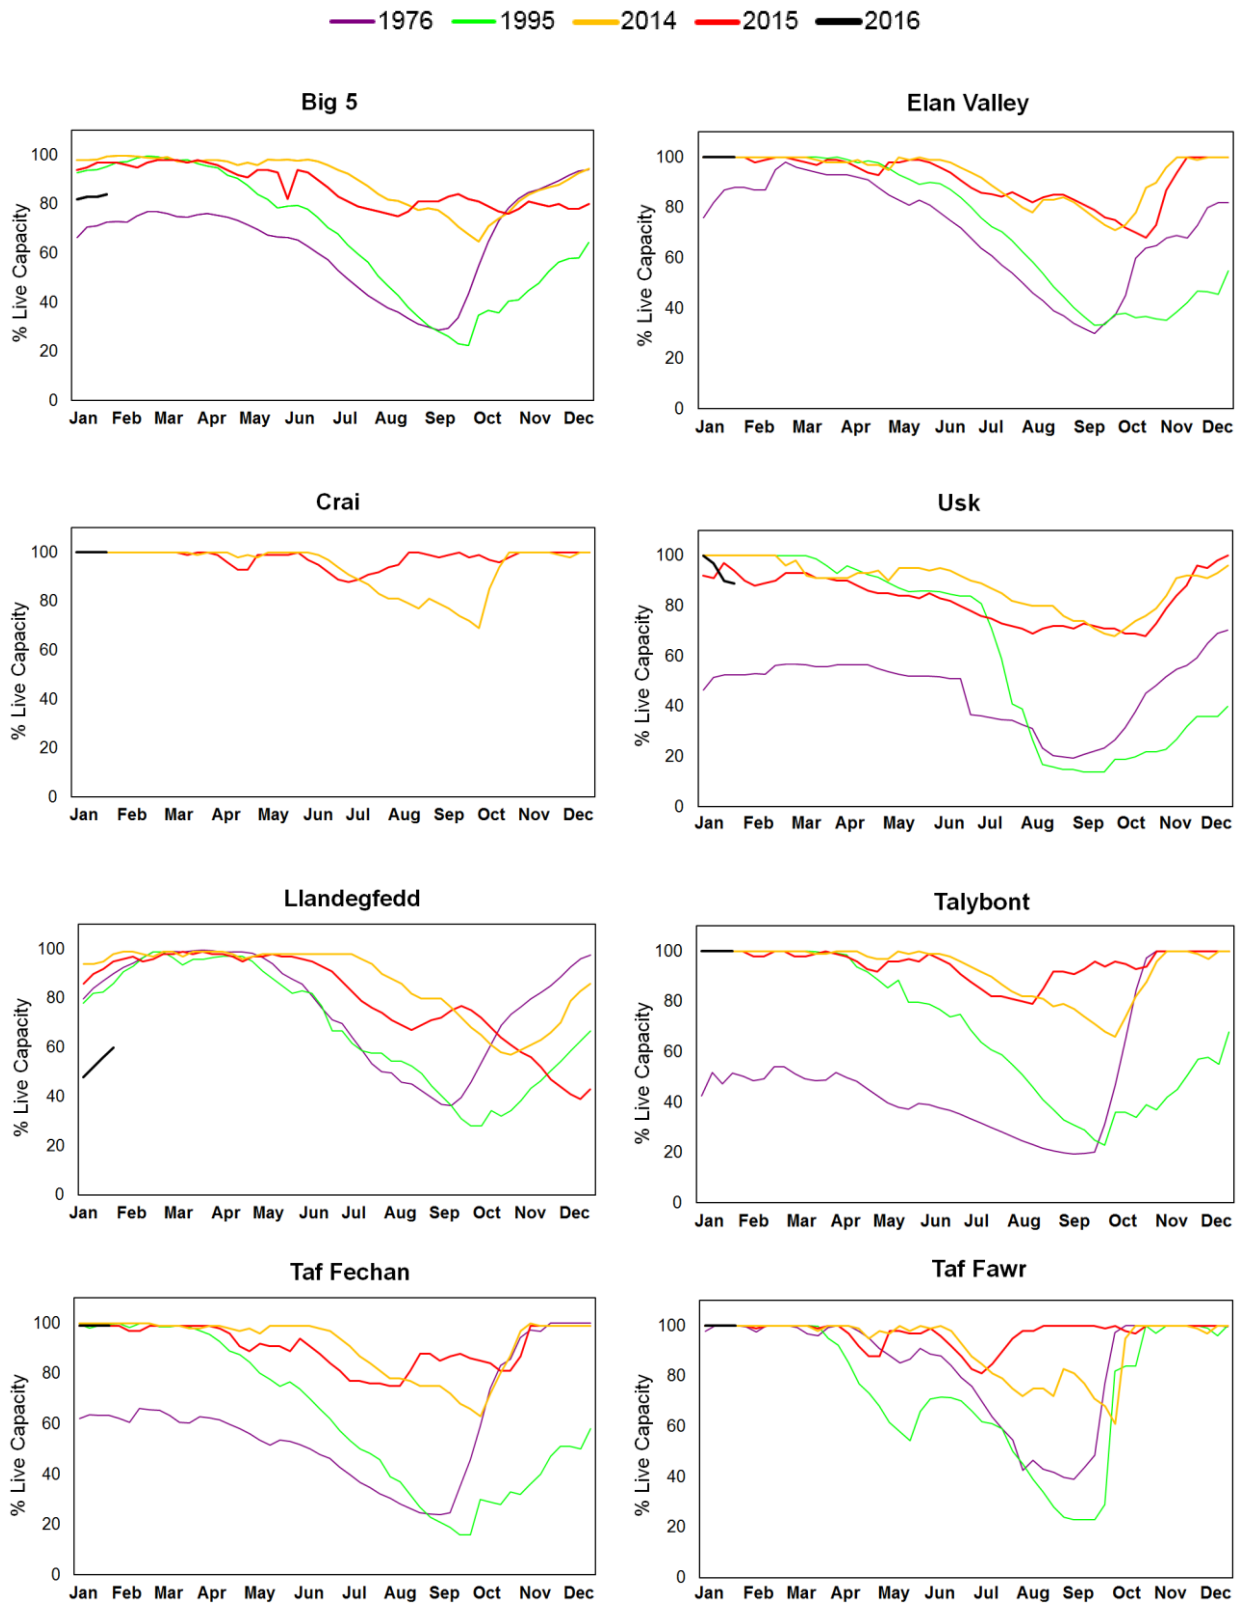 1976 1995 2014 2015 2016
Big 5
Elan Valley
% Live Capacity
100
80
60
40
20
0
Jan Feb Mar Apr May Jun Jul Aug Sep Oct Nov Dec
% Live Capacity
100
80
60
40
20
0
Jan Feb Mar Apr May Jun Jul Aug Sep Oct Nov Dec
Crai
Usk
% Live Capacity
100
80
60
40
20
0
Jan Feb Mar Apr May Jun Jul Aug Sep Oct Nov Dec
% Live Capacity
100
80
60
40
20
0
Jan Feb Mar Apr May Jun Jul Aug Sep Oct Nov Dec
Llandegfedd
Talybont
% Live Capacity
100
80
60
40
20
0
Jan Feb Mar Apr May Jun Jul Aug Sep Oct Nov Dec
% Live Capacity
100
80
60
40
20
0
Jan Feb Mar Apr May Jun Jul Aug Sep Oct Nov Dec
Taf Fechan
Taf Fawr
% Live Capacity
100
80
60
40
20
0
Jan Feb Mar Apr May Jun Jul Aug Sep Oct Nov Dec
% Live Capacity
100
80
60
40
20
0
Jan Feb Mar Apr May Jun Jul Aug Sep Oct Nov Dec